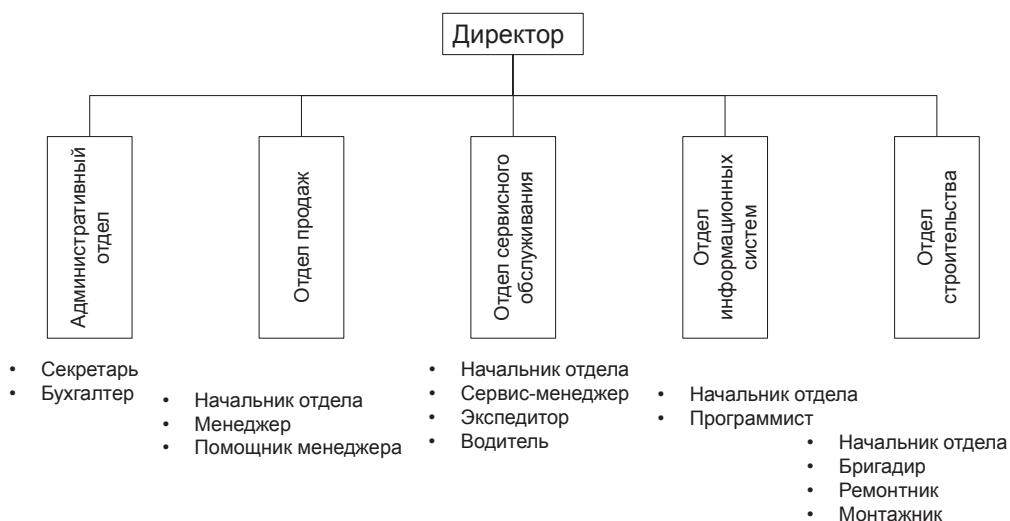 Директор
Административный
отдел
Отдел продаж
Отдел сервисного
обслуживания
Отдел
информационных
систем
Отдел
строительства
• Секретарь
• Бухгалтер
• Начальник отдела
• Менеджер
• Помощник менеджера
• Начальник отдела
• Сервис-менеджер
• Экспедитор
• Водитель
• Начальник отдела
• Программист
• Начальник отдела
• Бригадир
• Ремонтник
• Монтажник